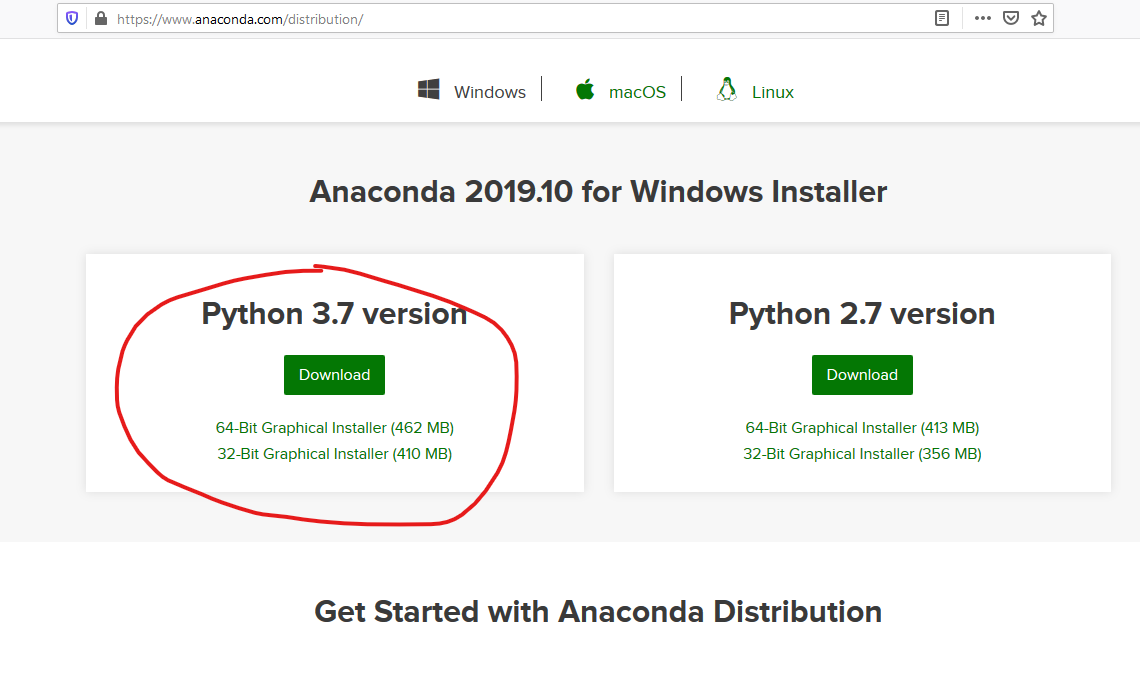 https://www.anaconda.com/distribution/
Windows macOS Linux
Anaconda 2019.10 for Windows Installer
Python 3.7 version
Download
64-Bit Graphical Installer (462 MB)
32-Bit Graphical Installer (410 MB)
Python 2.7 version
Download
64-Bit Graphical Installer (413 MB)
32-Bit Graphical Installer (356 MB)
Get Started with Anaconda Distribution